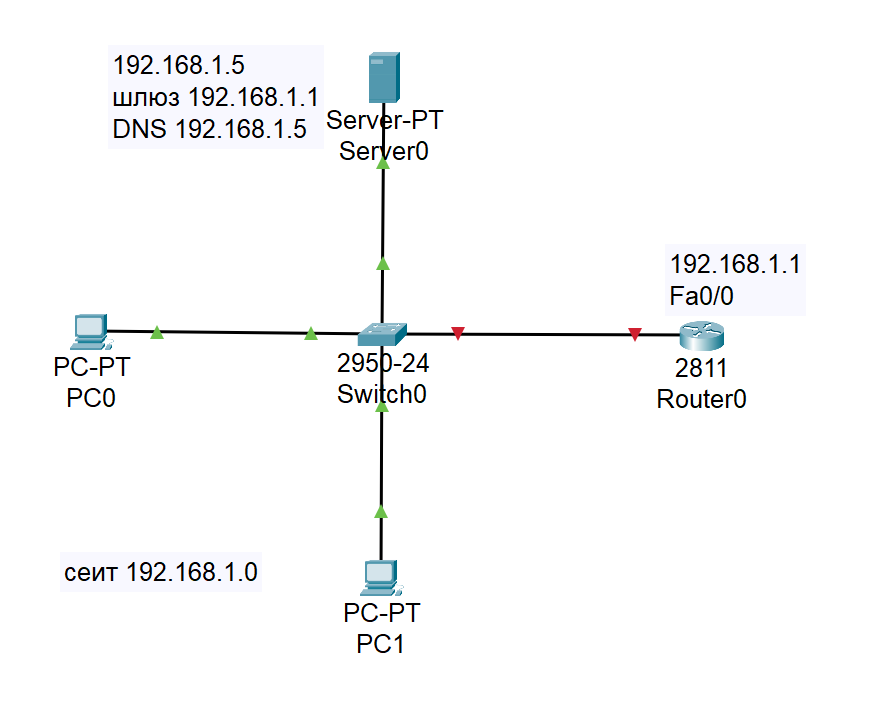 192.168.1.5
шлюз 192.168.1.1
DNS 192.168.1.5
Server-PT
Server0
192.168.1.1
Fa0/0
PC-PT
PC0
2950-24
Switch0
2811
Router0
сеит 192.168.1.0
PC-PT
PC1